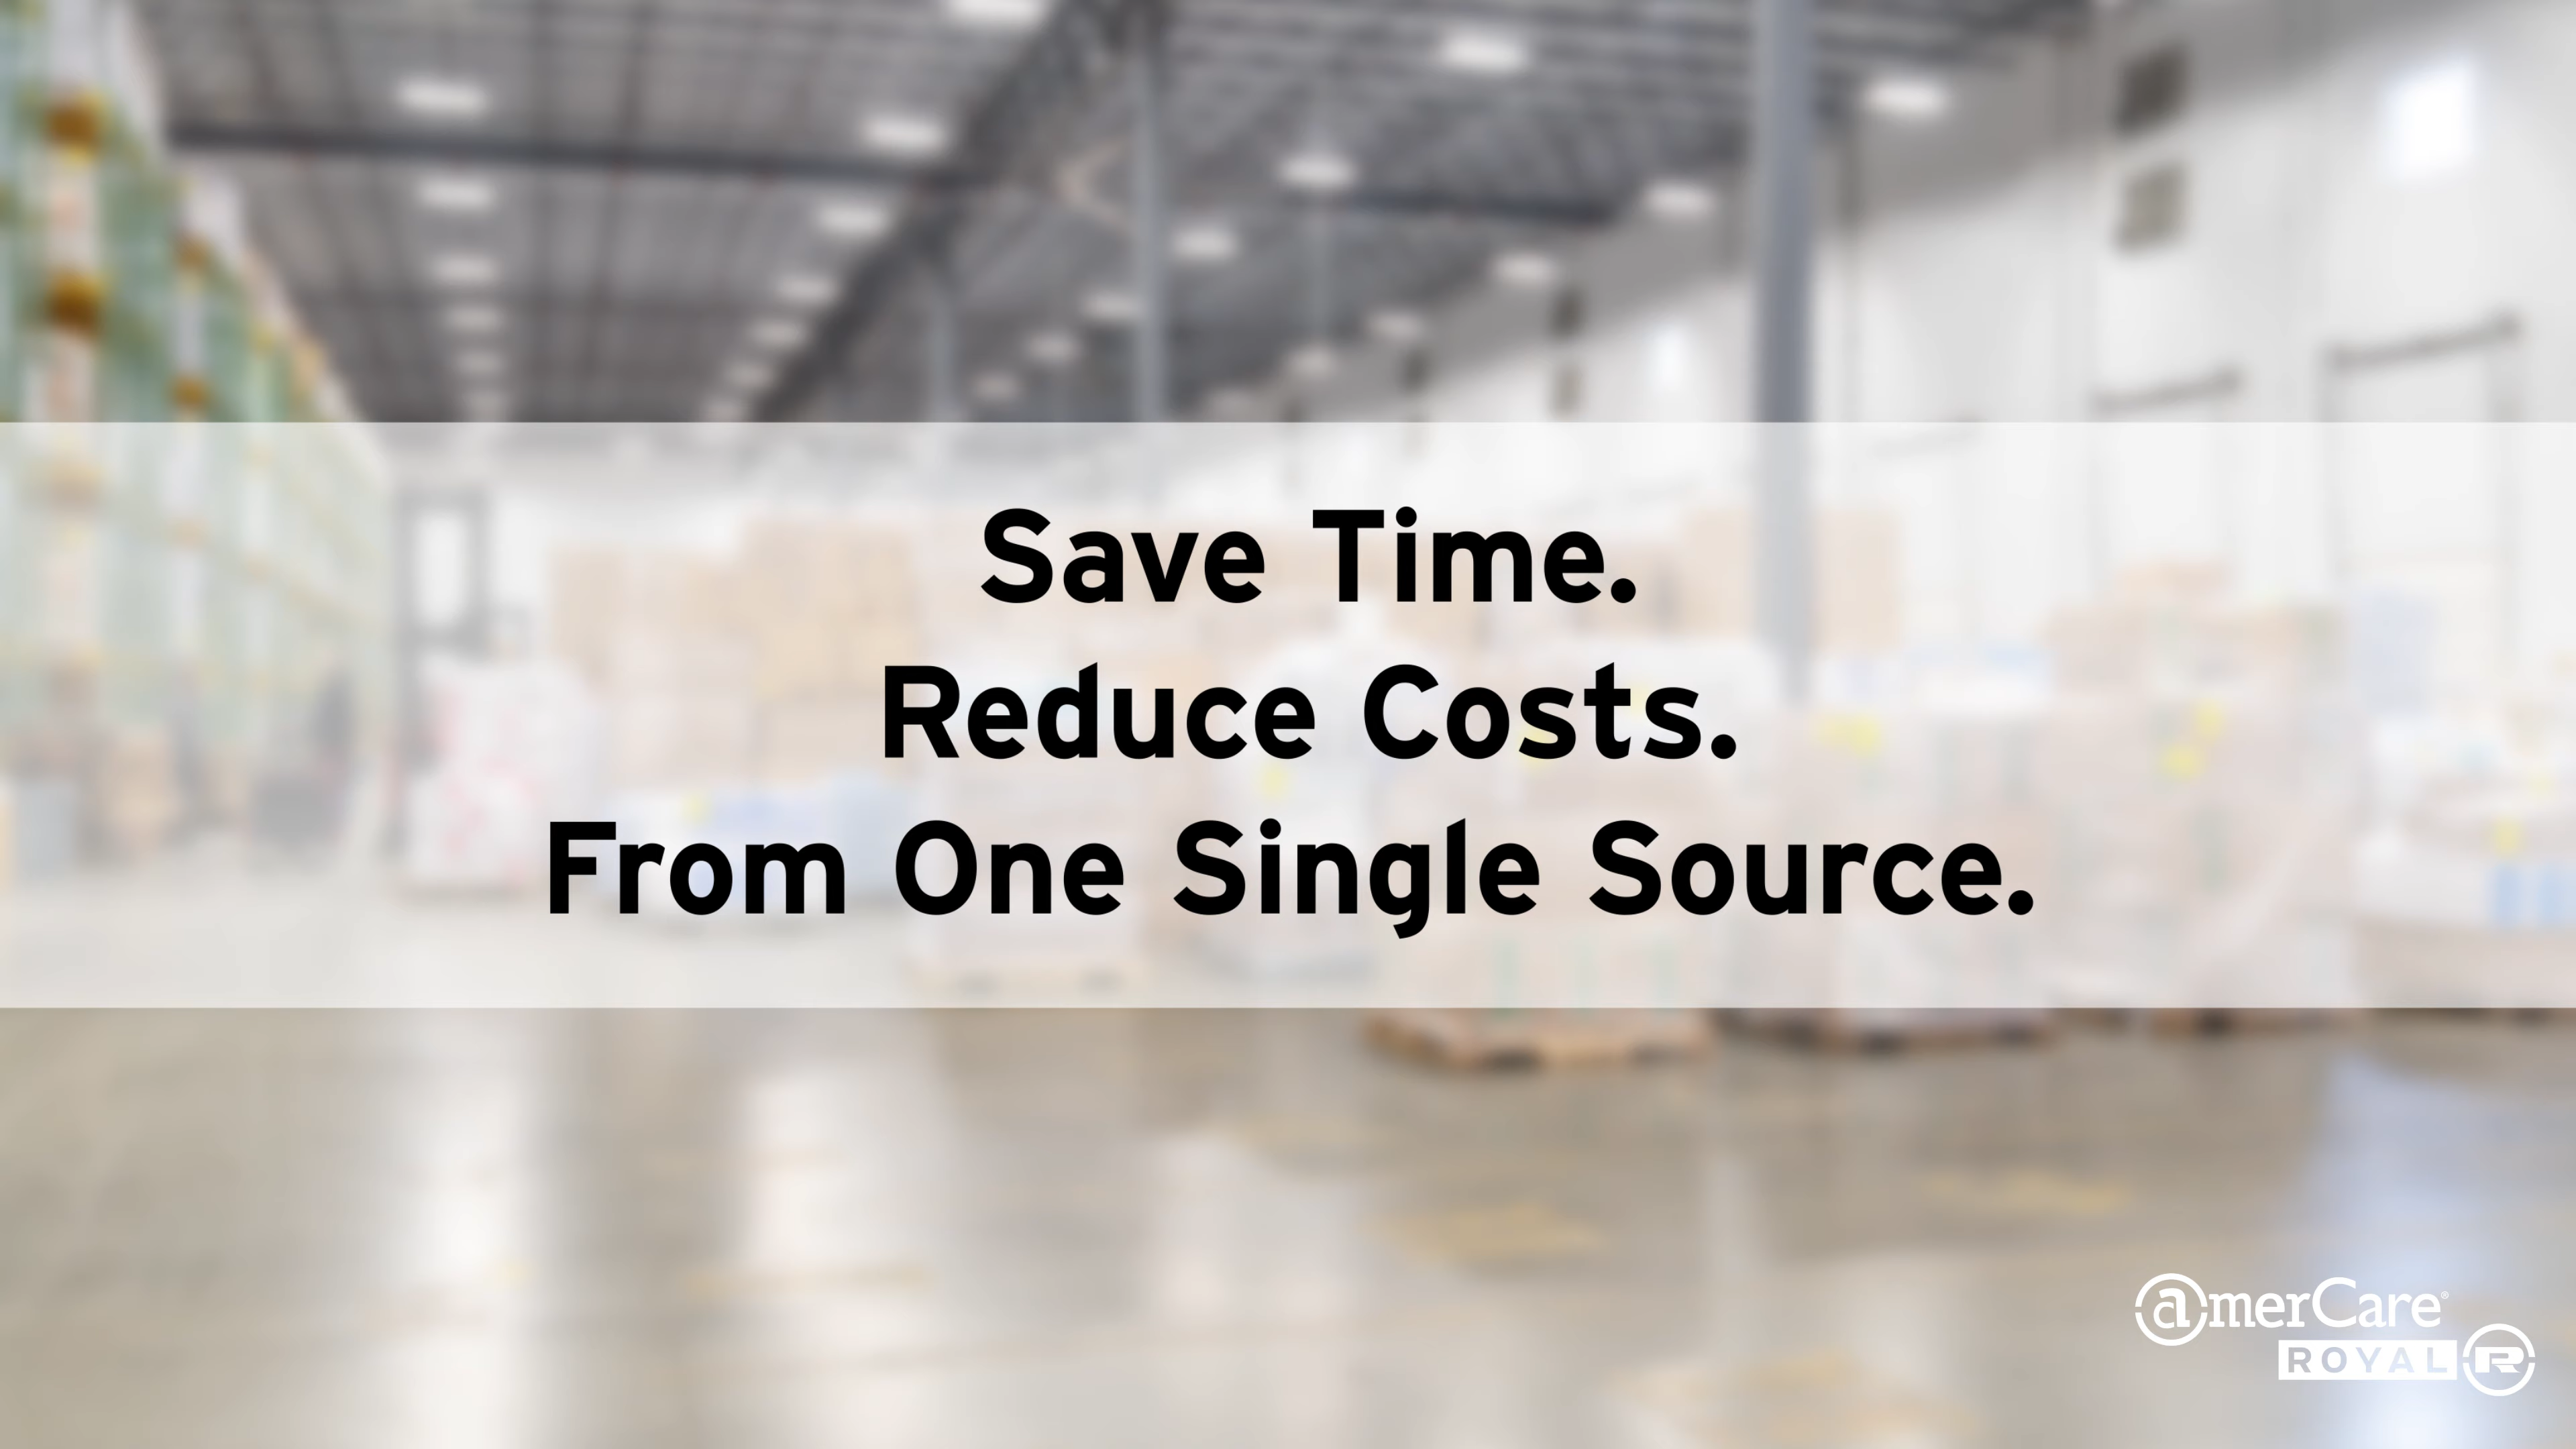 Save Time.
Reduce Costs.
From One Single Source.
amerCare®
ROYAL R